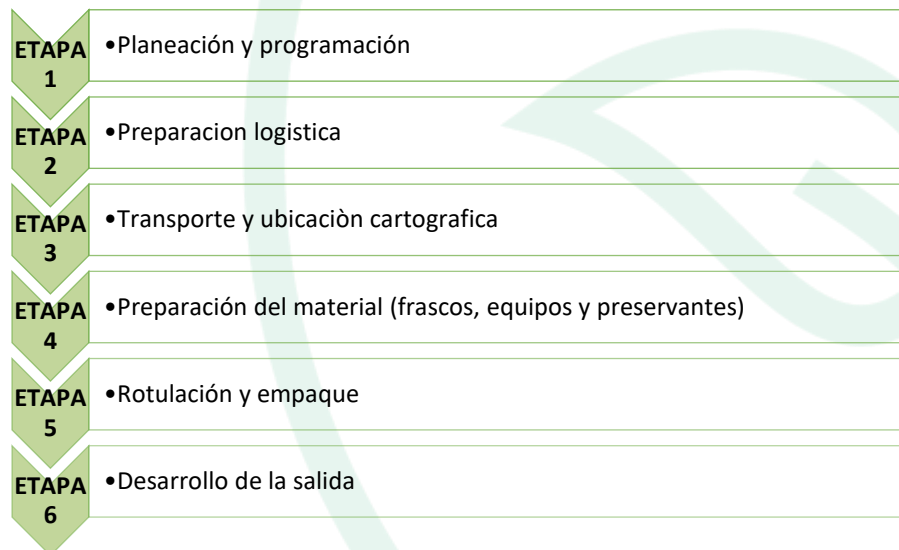 ETAPA
1
•Planeación y programación
ETAPA
2
•Preparacion logistica
ETAPA
3
•Transporte y ubicaciòn cartografica
ETAPA
4
•Preparación del material (frascos, equipos y preservantes)
ETAPA
5
•Rotulación y empaque
ETAPA
6
•Desarrollo de la salida